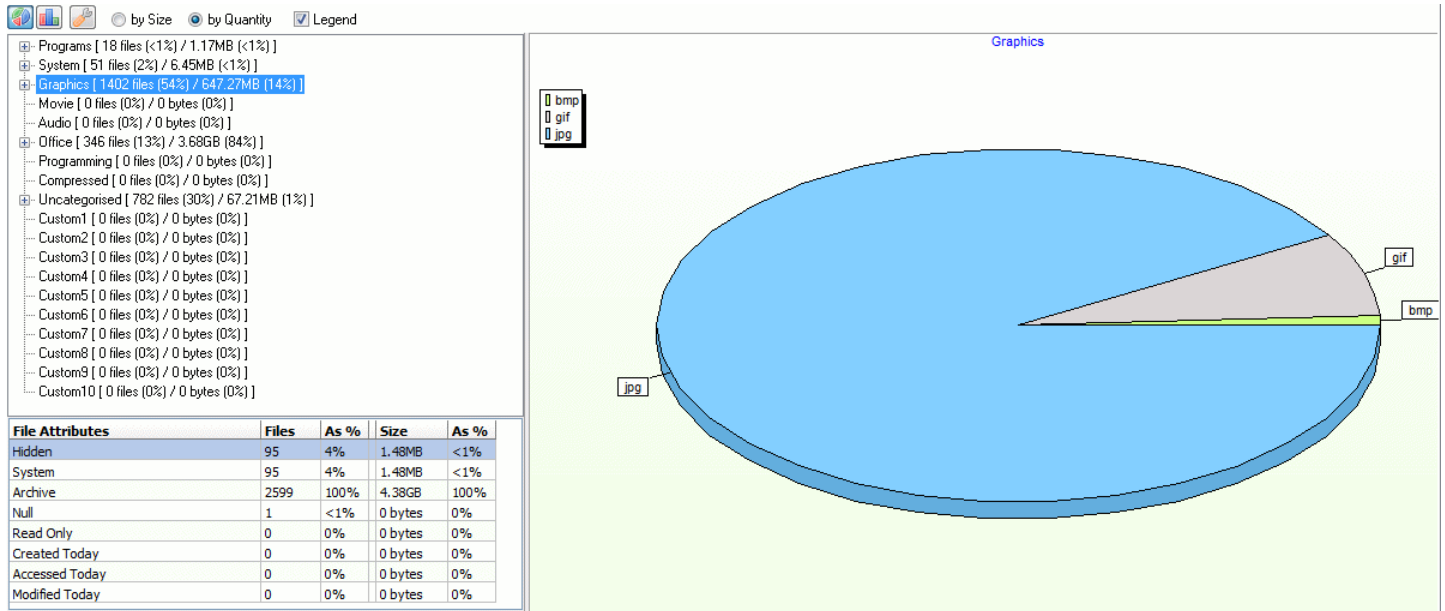 by Size by Quantity Legend
Programs [ 18 files (<1%) / 1.17MB (<1%) ]
System [ 51 files (2%) / 6.45MB (<1%) ]
Graphics [ 1402 files (54%) / 647.27MB (14%) ]
Movie [ 0 files (0%) / 0 bytes (0%) ]
Audio [ 0 files (0%) / 0 bytes (0%) ]
Office [ 346 files (13%) / 3.68GB (84%) ]
Programming [ 0 files (0%) / 0 bytes (0%) ]
Compressed [ 0 files (0%) / 0 bytes (0%) ]
Uncategorised [ 782 files (30%) / 67.21MB (1%) ]
Custom1 [ 0 files (0%) / 0 bytes (0%) ]
Custom2 [ 0 files (0%) / 0 bytes (0%) ]
Custom3 [ 0 files (0%) / 0 bytes (0%) ]
Custom4 [ 0 files (0%) / 0 bytes (0%) ]
Custom5 [ 0 files (0%) / 0 bytes (0%) ]
Custom6 [ 0 files (0%) / 0 bytes (0%) ]
Custom7 [ 0 files (0%) / 0 bytes (0%) ]
Custom8 [ 0 files (0%) / 0 bytes (0%) ]
Custom9 [ 0 files (0%) / 0 bytes (0%) ]
Custom10 [ 0 files (0%) / 0 bytes (0%) ]
File Attributes Files As % Size As %
Hidden 95 4% 1.48MB <1%
System 95 4% 1.48MB <1%
Archive 2599 100% 4.38GB 100%
Null 1 <1% 0 bytes 0%
Read Only 0 0% 0 bytes 0%
Created Today 0 0% 0 bytes 0%
Accessed Today 0 0% 0 bytes 0%
Modified Today 0 0% 0 bytes 0%
Graphics
bmp
gif
jpg
gif
bmp
jpg